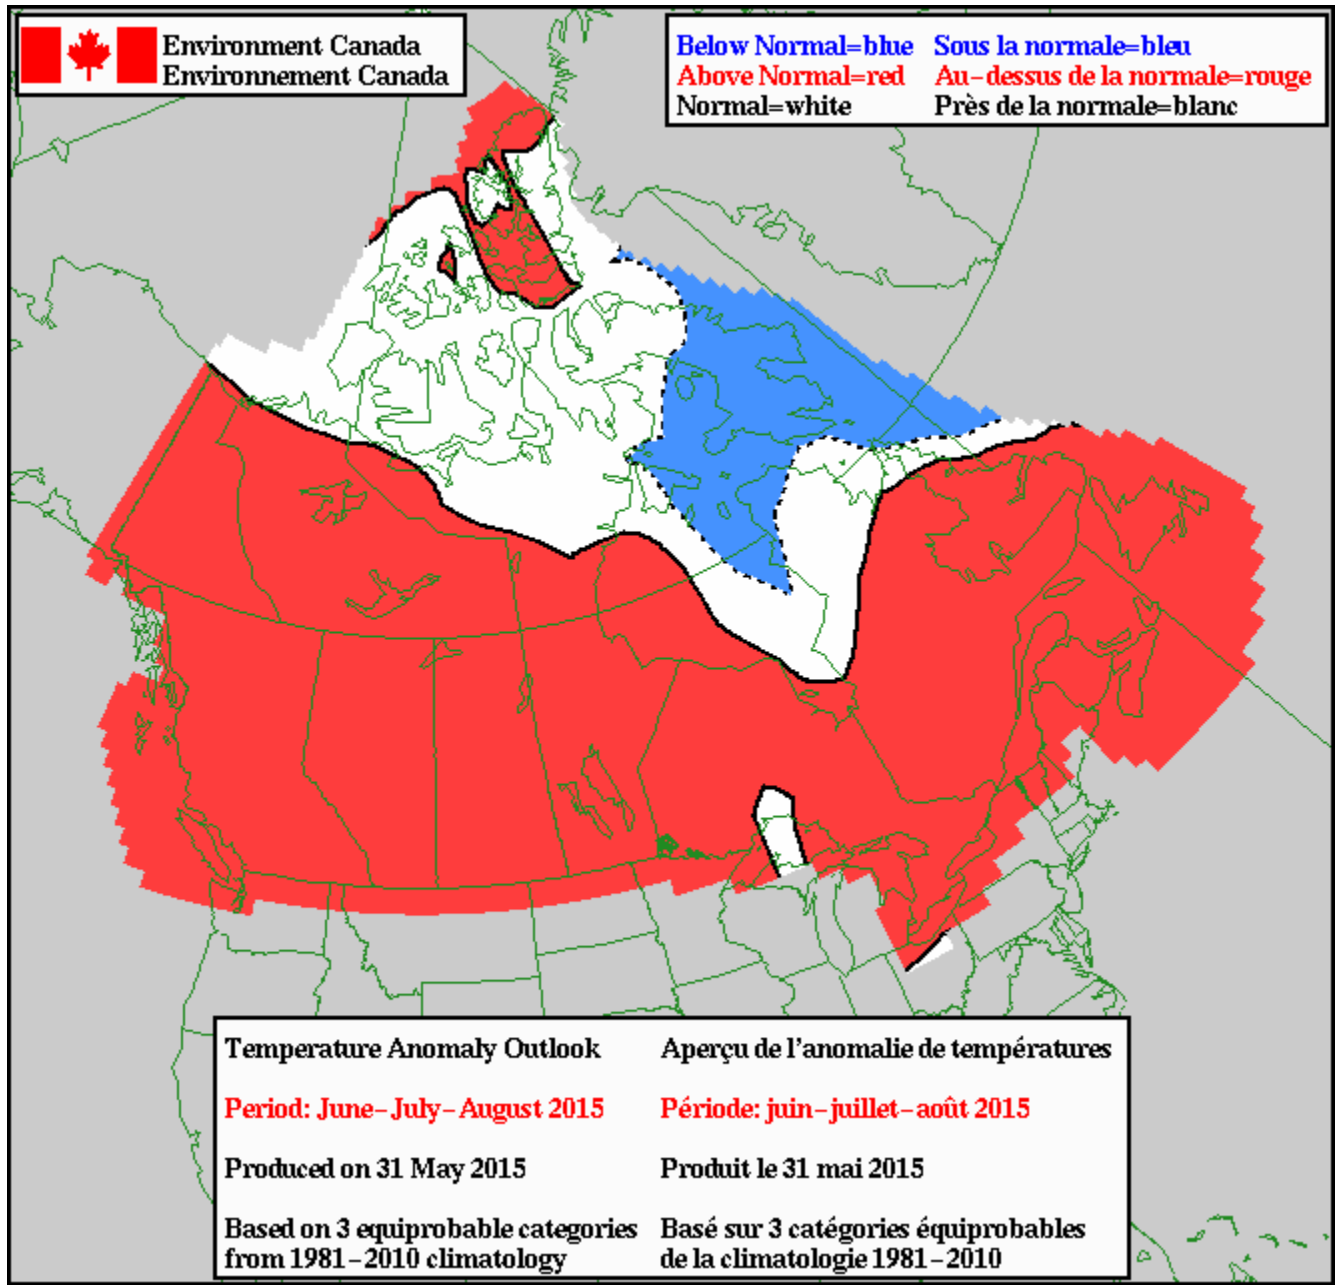 Environment Canada
Environnement Canada
Below Normal=blue Sous la normale=bleu
Above Normal=red Au-dessus de la normale=rouge
Normal=white Près de la normale=blanc
Temperature Anomaly Outlook Aperçu de l'anomalie de températures
Period: June-July-August 2015 Période: juin-juillet-août 2015
Produced on 31 May 2015 Produit le 31 mai 2015
Based on 3 equiprobable categories Basé sur 3 catégories équiprobables
from 1981-2010 climatology de la climatologie 1981-2010